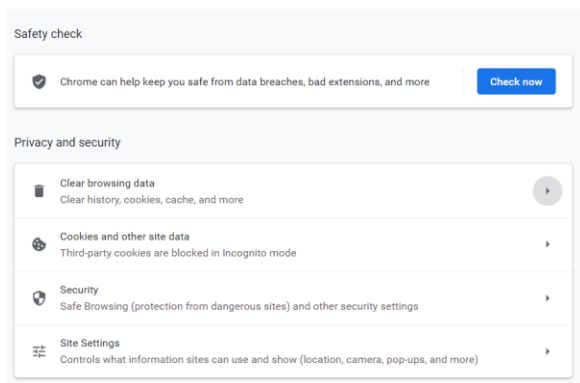 Safety check
Chrome can help keep you safe from data breaches, bad extensions, and more
Check now
Privacy and security
Clear browsing data
Clear history, cookies, cache, and more
Cookies and other site data
Third-party cookies are blocked in Incognito mode
Security
Safe Browsing (protection from dangerous sites) and other security settings
Site Settings
Controls what information sites can use and show (location, camera, pop-ups, and more)